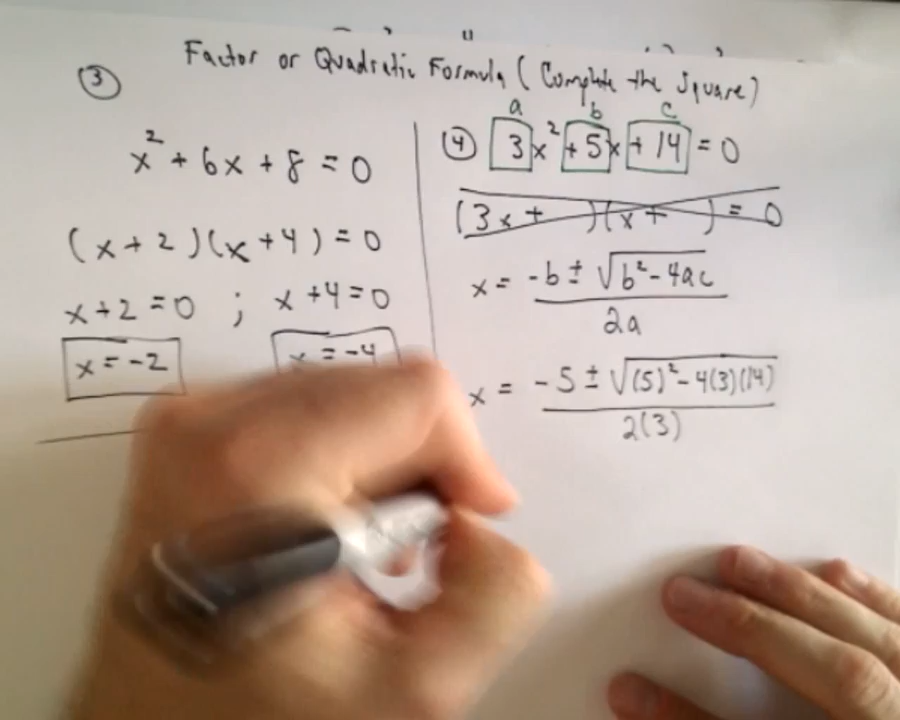 Factor or Quadratic Formula (Complete the Square)
③
x² + 6x + 8 = 0
(x + 2)(x + 4) = 0
x + 2 = 0 ; x + 4 = 0
x = -2
x = -4
a b c
④ 3x² + 5x + 14 = 0
(3x + )(x + ) = 0
x = -b ± √b² - 4ac
2a
x = -5 ± √(5)² - 4(3)(14)
2(3)